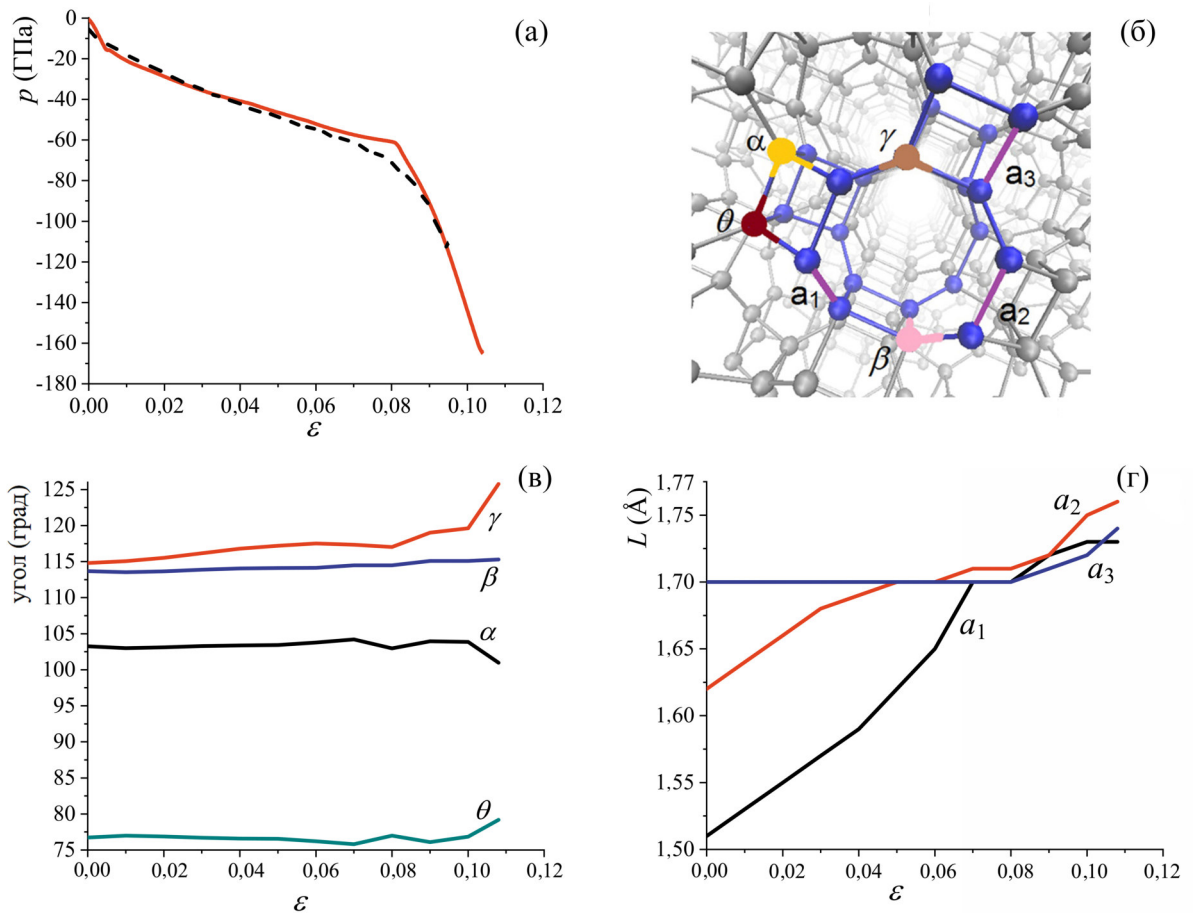 (а)
p (ГПа)
0
-20
-40
-60
-80
-100
-120
-140
-160
-180
0,00 0,02 0,04 0,06 0,08 0,10 0,12
ε
(б)
α
γ
θ
a₃
a₁
a₂
β
(в)
угол (град)
125
120
115
110
105
100
95
90
85
80
75
γ
β
α
θ
0,00 0,02 0,04 0,06 0,08 0,10 0,12
ε
(г)
L (Å)
1,77
1,75
1,70
1,65
1,60
1,55
1,50
a₂
a₃
a₁
0,00 0,02 0,04 0,06 0,08 0,10 0,12
ε